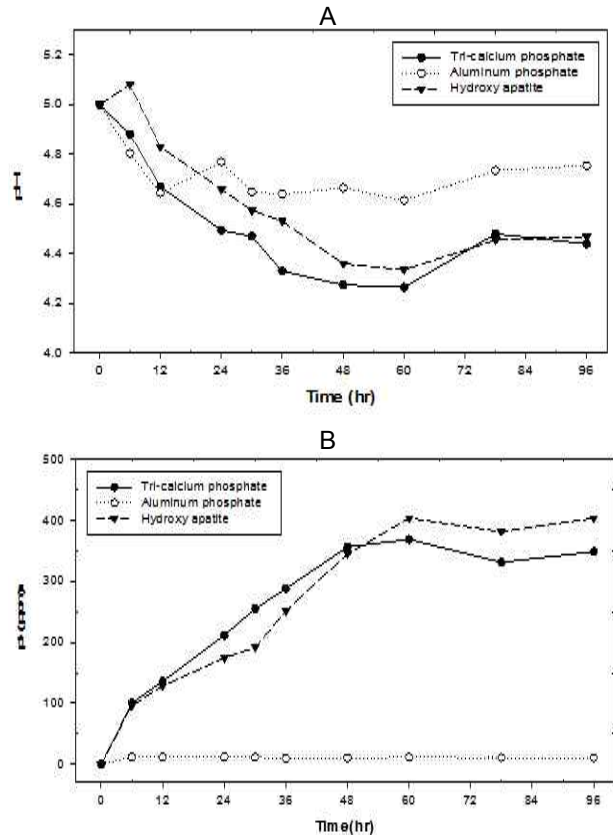 A
5.2
5.0
4.8
4.6
4.4
4.2
4.0
Tri-calcium phosphate
Aluminum phosphate
Hydroxy apatite
0 12 24 36 48 60 72 84 96
Time (hr)
B
500
400
300
200
100
0
Tri-calcium phosphate
Aluminum phosphate
Hydroxy apatite
0 12 24 36 48 60 72 84 96
Time(hr)